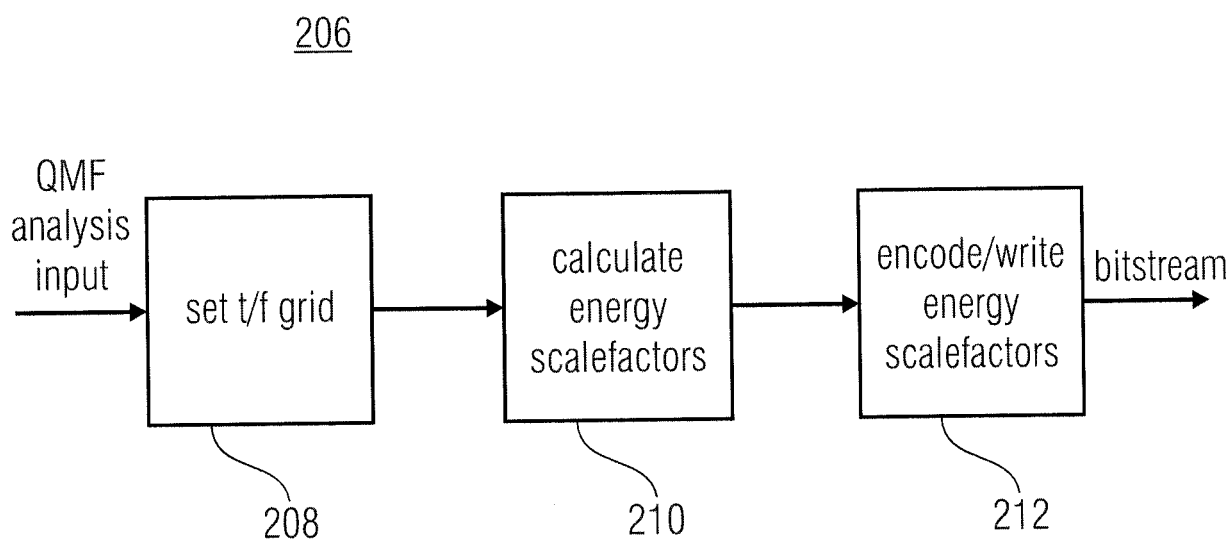 206
QMF
analysis
input
set t/f grid
calculate
energy
scalefactors
encode/write
energy
scalefactors
bitstream
208
210
212